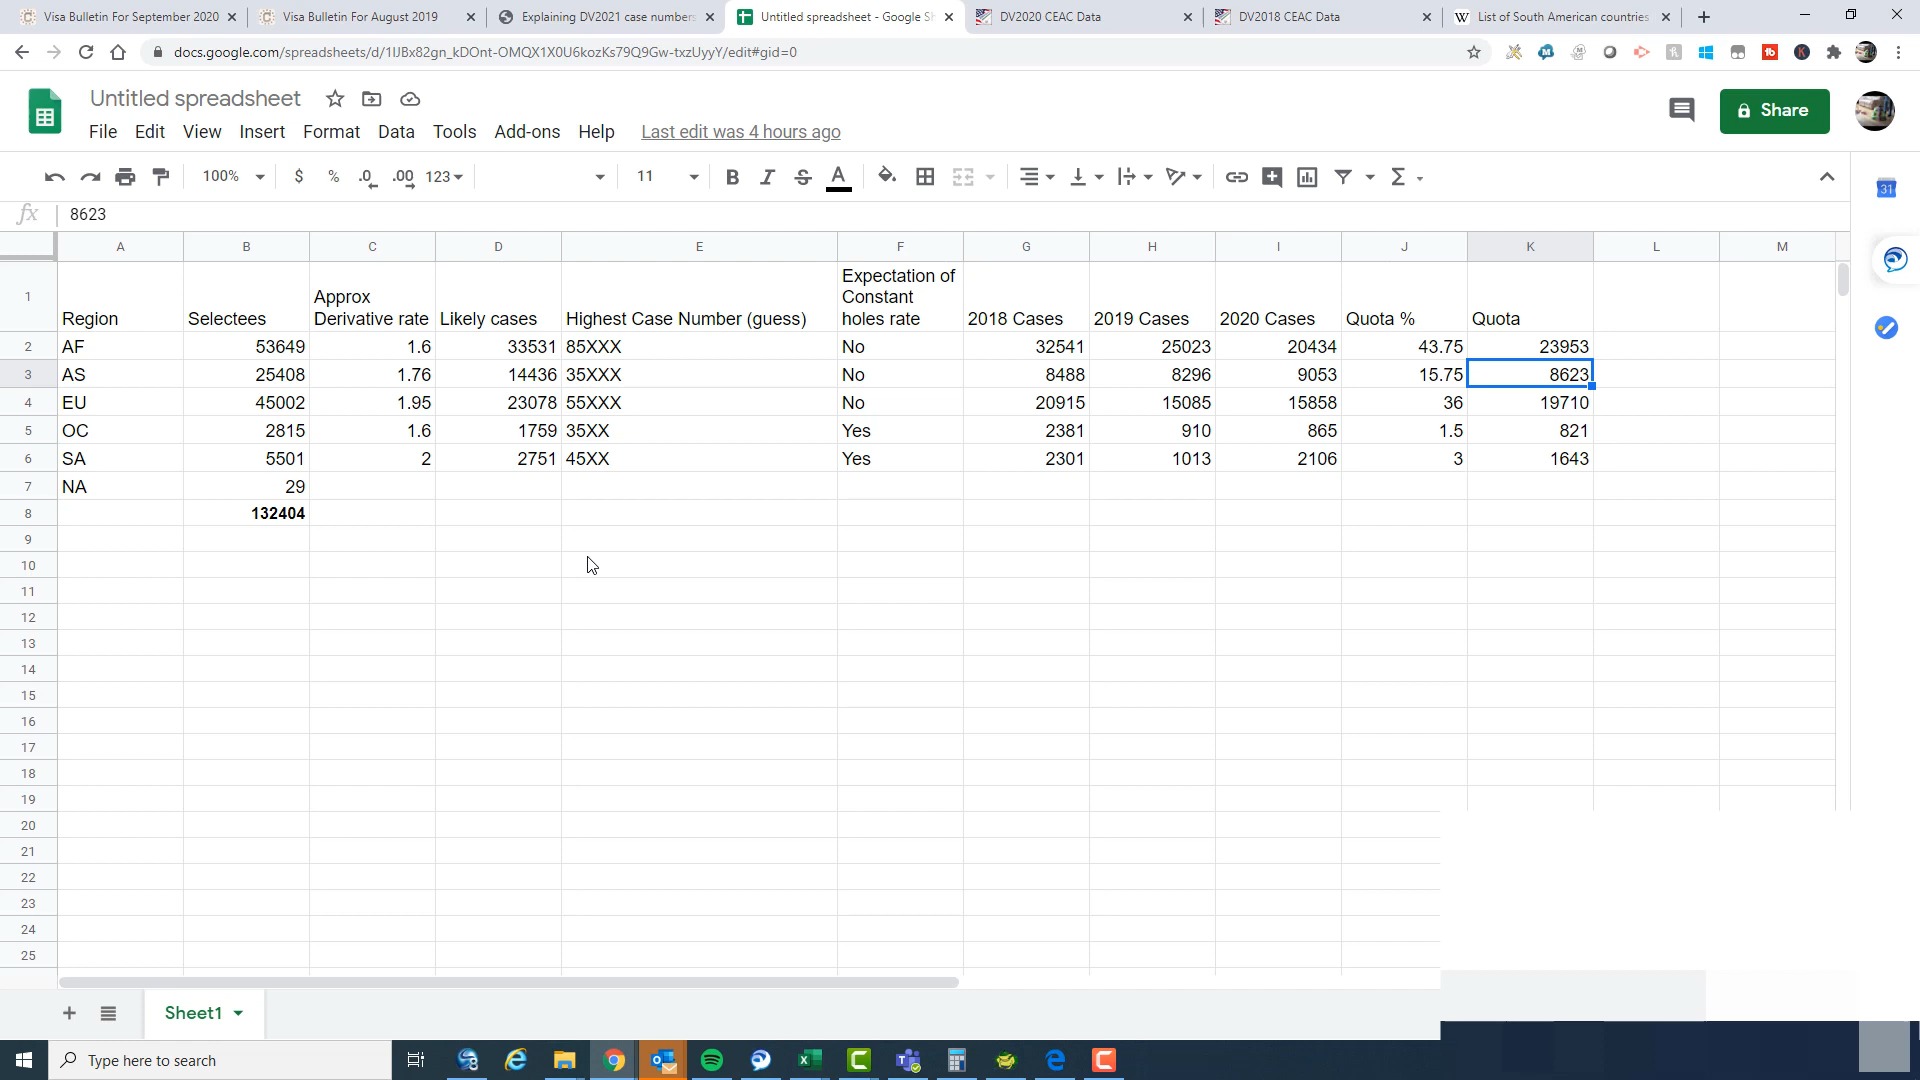 Visa Bulletin For September 2020
Visa Bulletin For August 2019
Explaining DV2021 case numbers
Untitled spreadsheet - Google Sh
DV2020 CEAC Data
DV2018 CEAC Data
W List of South American countries
docs.google.com/spreadsheets/d/1IJBx82gn_kDOnt-OMQX1X0U6kozKs79Q9Gw-txzUyyY/edit#gid=0
Untitled spreadsheet
File Edit View Insert Format Data Tools Add-ons Help Last edit was 4 hours ago
Share
100% $ % .0 .00 123 11 B I S A Σ
31
fx 8623
A B C D E F G H I J K L M
1 Region Selectees Approx Derivative rate Likely cases Highest Case Number (guess) Expectation of Constant holes rate 2018 Cases 2019 Cases 2020 Cases Quota % Quota
2 AF 53649 1.6 33531 85XXX No 32541 25023 20434 43.75 23953
3 AS 25408 1.76 14436 35XXX No 8488 8296 9053 15.75 8623
4 EU 45002 1.95 23078 55XXX No 20915 15085 15858 36 19710
5 OC 2815 1.6 1759 35XX Yes 2381 910 865 1.5 821
6 SA 5501 2 2751 45XX Yes 2301 1013 2106 3 1643
7 NA 29
8 132404
9
10
11
12
13
14
15
16
17
18
19
20
21
22
23
24
25
Sheet1
Type here to search